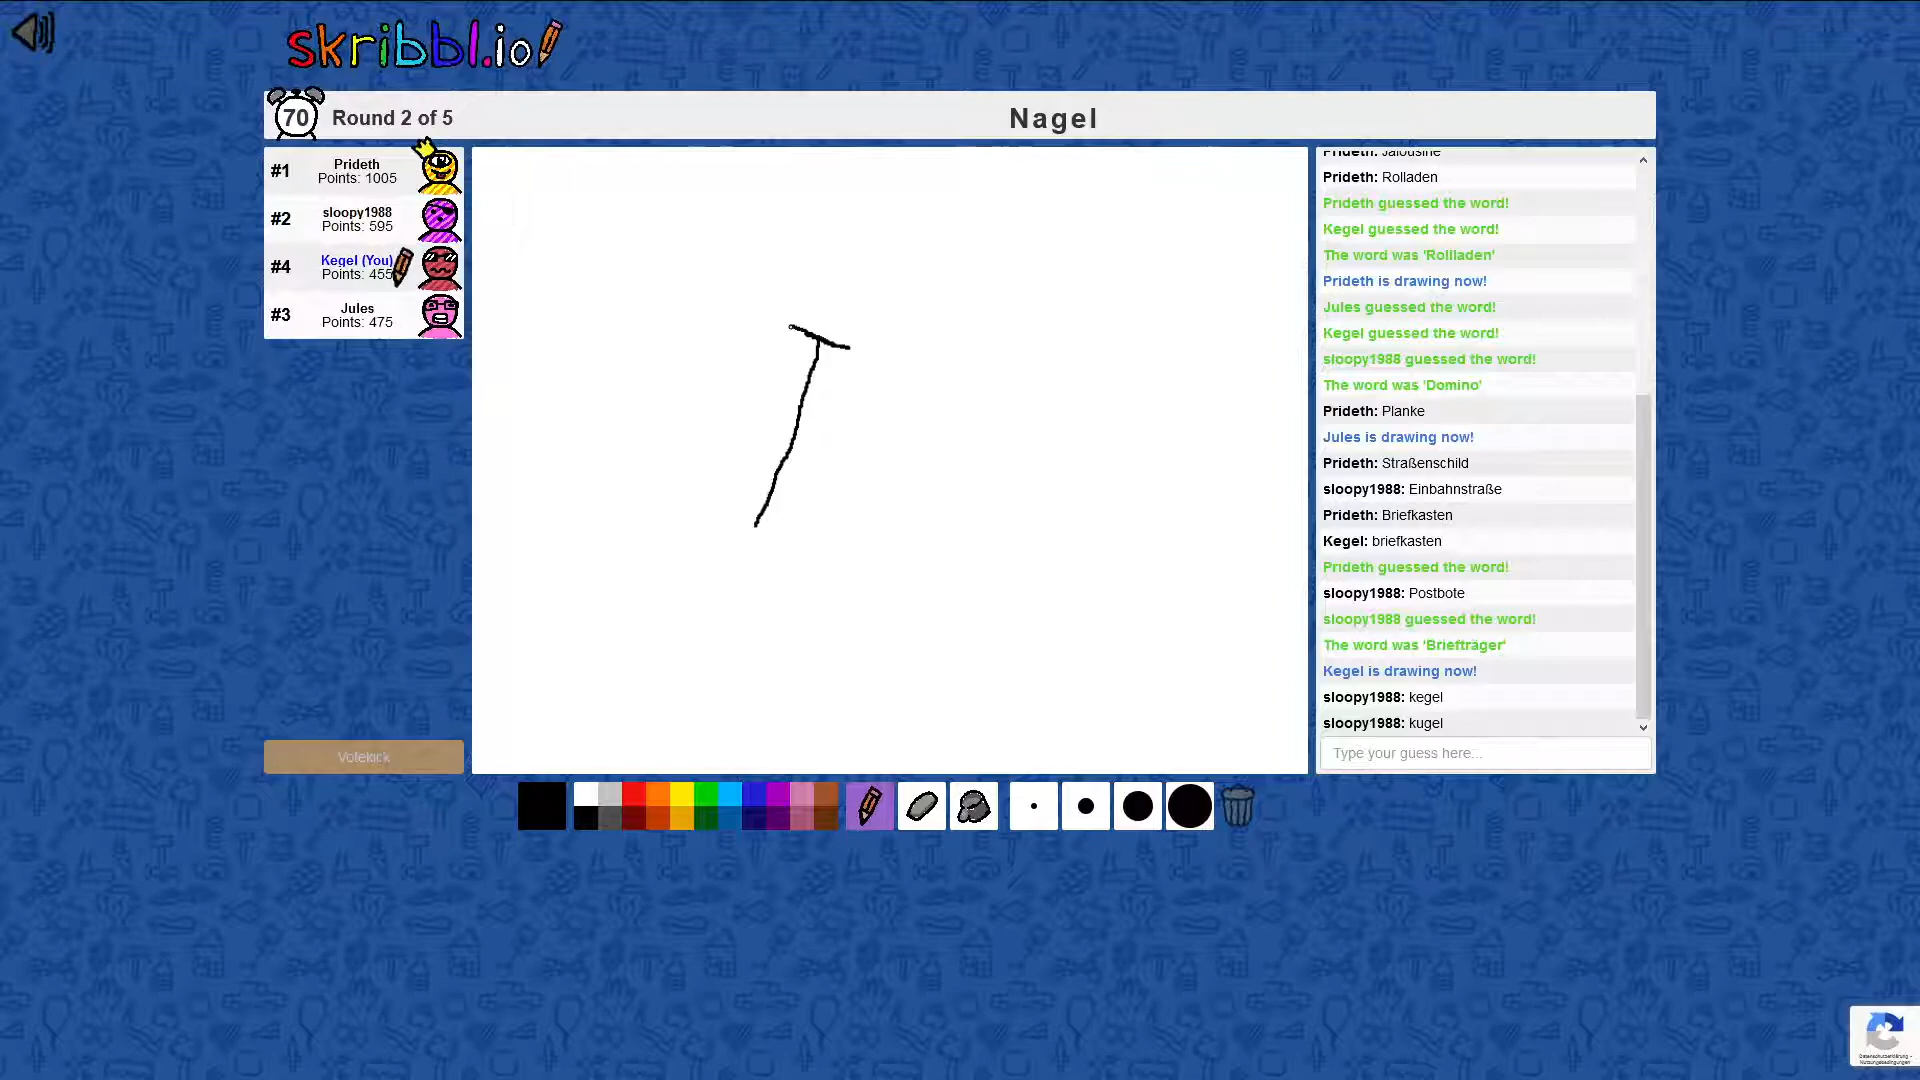 skribbl.io
70
Round 2 of 5
Nagel
#1
Prideth
Points: 1005
#2
sloopy1988
Points: 595
#4
Kegel (You)
Points: 455
#3
Jules
Points: 475
Votekick
Prideth: Jalousine
Prideth: Rolladen
Prideth guessed the word!
Kegel guessed the word!
The word was 'Rollladen'
Prideth is drawing now!
Jules guessed the word!
Kegel guessed the word!
sloopy1988 guessed the word!
The word was 'Domino'
Prideth: Planke
Jules is drawing now!
Prideth: Straßenschild
sloopy1988: Einbahnstraße
Prideth: Briefkasten
Kegel: briefkasten
Prideth guessed the word!
sloopy1988: Postbote
sloopy1988 guessed the word!
The word was 'Briefträger'
Kegel is drawing now!
sloopy1988: kegel
sloopy1988: kugel
Type your guess here...
Datenschutzerklärung -
Nutzungsbedingungen